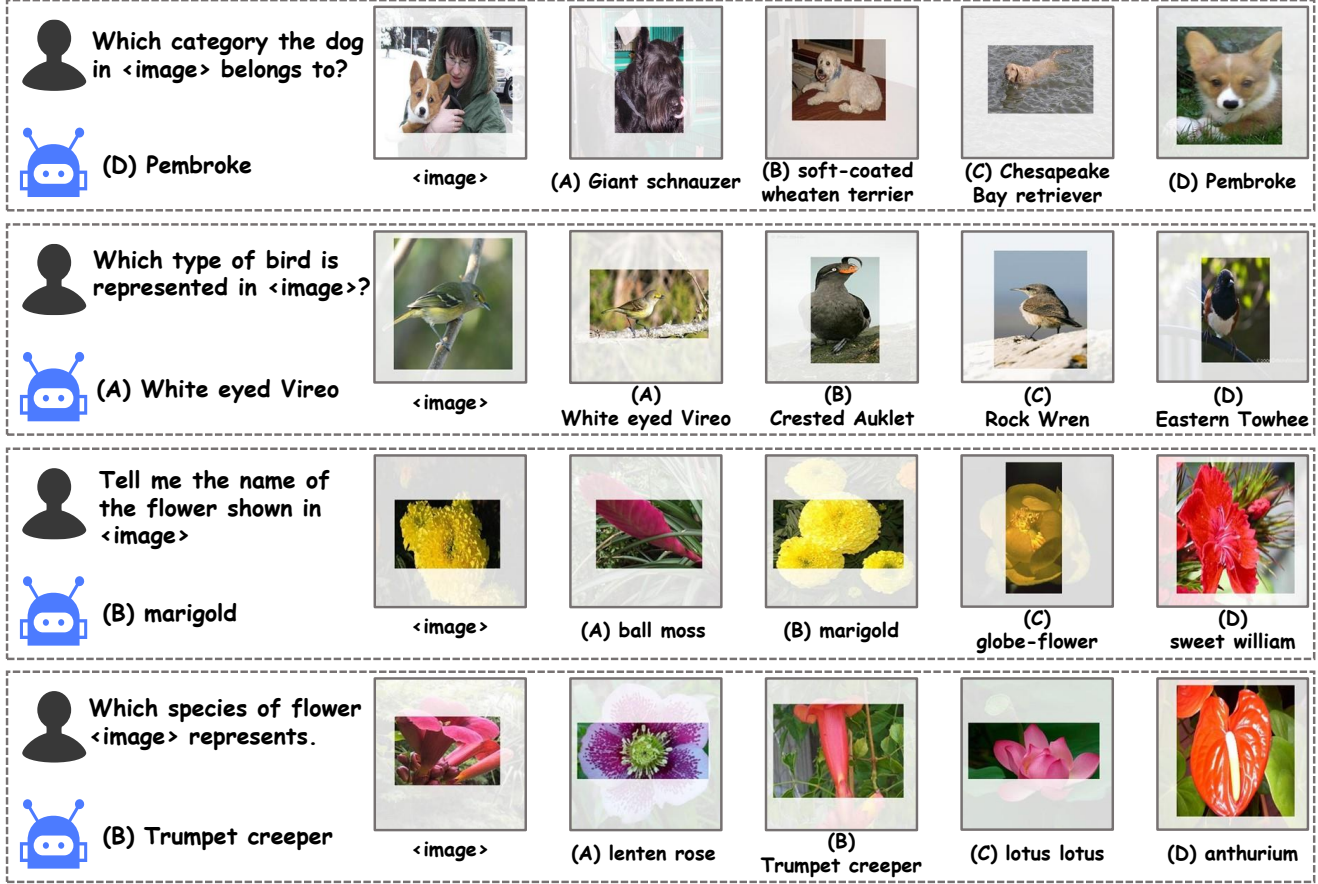 Which category the dog
in <image> belongs to?
(D) Pembroke
<image>
(A) Giant schnauzer
(B) soft-coated
wheaten terrier
(C) Chesapeake
Bay retriever
(D) Pembroke
Which type of bird is
represented in <image>?
(A) White eyed Vireo
<image>
(A)
White eyed Vireo
(B)
Crested Auklet
(C)
Rock Wren
(D)
Eastern Towhee
Tell me the name of
the flower shown in
<image>
(B) marigold
<image>
(A) ball moss
(B) marigold
(C)
globe-flower
(D)
sweet william
Which species of flower
<image> represents.
(B) Trumpet creeper
<image>
(A) lenten rose
(B)
Trumpet creeper
(C) lotus lotus
(D) anthurium